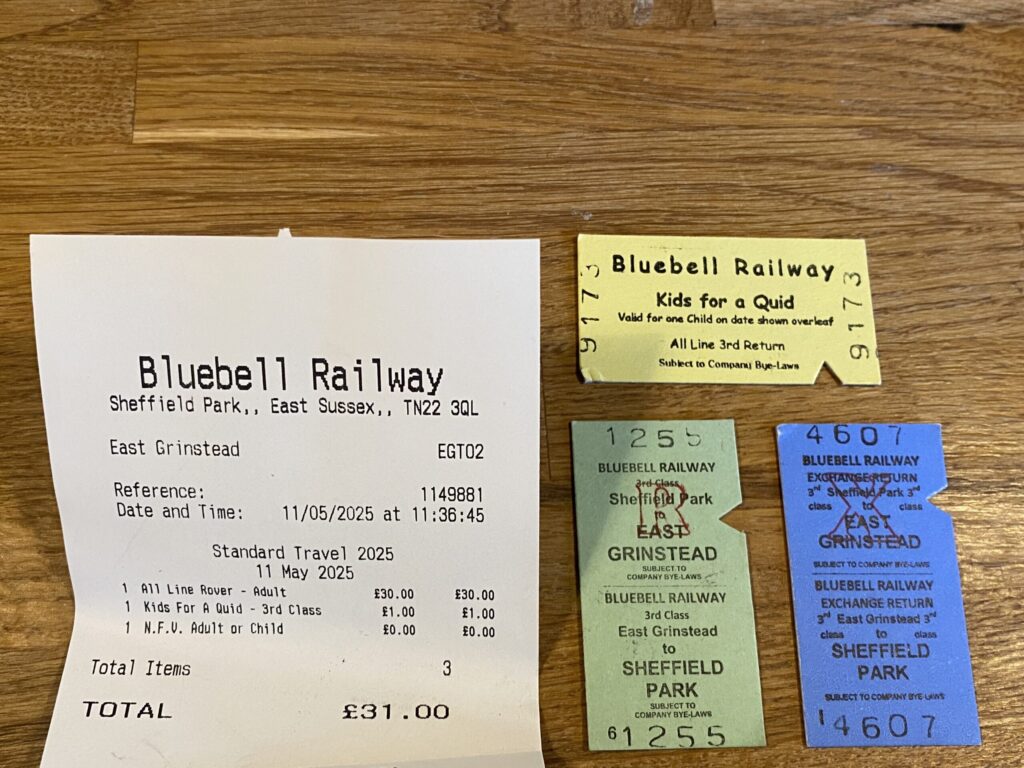 Bluebell Railway
Sheffield Park,, East Sussex,, TN22 3QL
East Grinstead EGT02
Reference: 1149881
Date and Time: 11/05/2025 at 11:36:45
Standard Travel 2025
11 May 2025
1 All Line Rover - Adult £30.00 £30.00
1 Kids For A Quid - 3rd Class £1.00 £1.00
1 N.F.V. Adult or Child £0.00 £0.00
Total Items 3
TOTAL £31.00
9173
Bluebell Railway
Kids for a Quid
Valid for one Child on date shown overleaf
All Line 3rd Return
Subject to Company Bye-Laws
9173
1255
BLUEBELL RAILWAY
3rd Class
Sheffield Park
to
R
EAST
GRINSTEAD
SUBJECT TO
COMPANY BYE-LAWS
BLUEBELL RAILWAY
3rd Class
East Grinstead
to
SHEFFIELD
PARK
SUBJECT TO
COMPANY BYE-LAWS
61255
4607
BLUEBELL RAILWAY
EXCHANGE RETURN
3rd Sheffield Park 3rd
class to class
X
EAST
GRINSTEAD
SUBJECT TO COMPANY BYE-LAWS
BLUEBELL RAILWAY
EXCHANGE RETURN
3rd East Grinstead 3rd
class to class
SHEFFIELD
PARK
SUBJECT TO COMPANY BYE-LAWS
14607